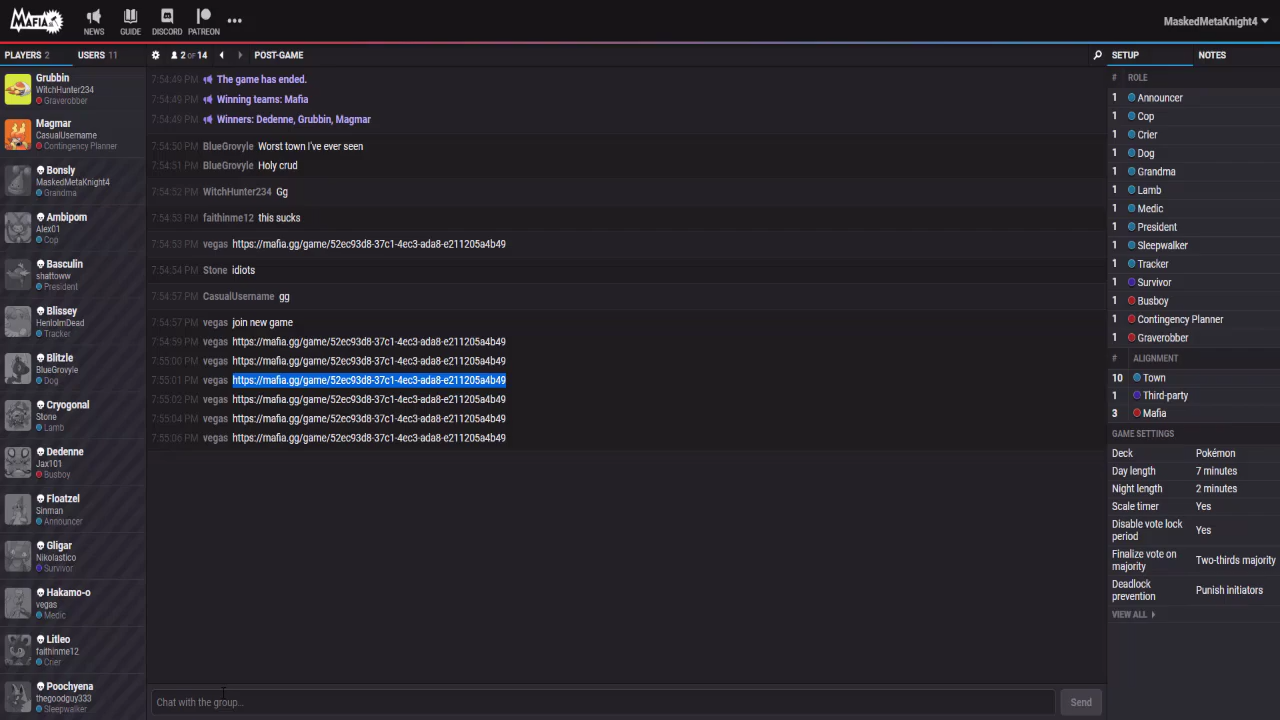 MAFIA
NEWS
GUIDE
DISCORD
PATREON
MaskedMetaKnight4
PLAYERS 2
USERS 11
2 OF 14
POST-GAME
SETUP
NOTES
Grubbin
WitchHunter234
Graverobber
Magmar
CasualUsername
Contingency Planner
Bonsly
MaskedMetaKnight4
Grandma
Ambipom
Alex01
Cop
Basculin
shattoww
President
Blissey
HenloImDead
Tracker
Blitzle
BlueGrovyle
Dog
Cryogonal
Stone
Lamb
Dedenne
Jax101
Busboy
Floatzel
Sinman
Announcer
Gligar
Nikolastico
Survivor
Hakamo-o
vegas
Medic
Litleo
faithinme12
Crier
Poochyena
thegoodguy333
Sleepwalker
7:54:49 PM The game has ended.
7:54:49 PM Winning teams: Mafia
7:54:49 PM Winners: Dedenne, Grubbin, Magmar
7:54:50 PM BlueGrovyle Worst town I've ever seen
7:54:51 PM BlueGrovyle Holy crud
7:54:52 PM WitchHunter234 Gg
7:54:53 PM faithinme12 this sucks
7:54:53 PM vegas https://mafia.gg/game/52ec93d8-37c1-4ec3-ada8-e211205a4b49
7:54:54 PM Stone idiots
7:54:57 PM CasualUsername gg
7:54:57 PM vegas join new game
7:54:59 PM vegas https://mafia.gg/game/52ec93d8-37c1-4ec3-ada8-e211205a4b49
7:55:00 PM vegas https://mafia.gg/game/52ec93d8-37c1-4ec3-ada8-e211205a4b49
7:55:01 PM vegas https://mafia.gg/game/52ec93d8-37c1-4ec3-ada8-e211205a4b49
7:55:02 PM vegas https://mafia.gg/game/52ec93d8-37c1-4ec3-ada8-e211205a4b49
7:55:04 PM vegas https://mafia.gg/game/52ec93d8-37c1-4ec3-ada8-e211205a4b49
7:55:06 PM vegas https://mafia.gg/game/52ec93d8-37c1-4ec3-ada8-e211205a4b49
Chat with the group...
Send
# ROLE
1 Announcer
1 Cop
1 Crier
1 Dog
1 Grandma
1 Lamb
1 Medic
1 President
1 Sleepwalker
1 Tracker
1 Survivor
1 Busboy
1 Contingency Planner
1 Graverobber
# ALIGNMENT
10 Town
1 Third-party
3 Mafia
GAME SETTINGS
Deck Pokémon
Day length 7 minutes
Night length 2 minutes
Scale timer Yes
Disable vote lock period Yes
Finalize vote on majority Two-thirds majority
Deadlock prevention Punish initiators
VIEW ALL